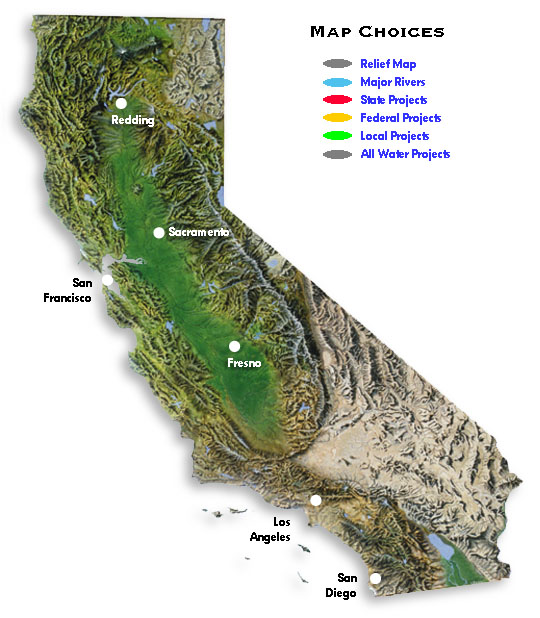 Map Choices
Relief Map
Major Rivers
State Projects
Federal Projects
Local Projects
All Water Projects
Redding
Sacramento
San
Francisco
Fresno
Los
Angeles
San
Diego